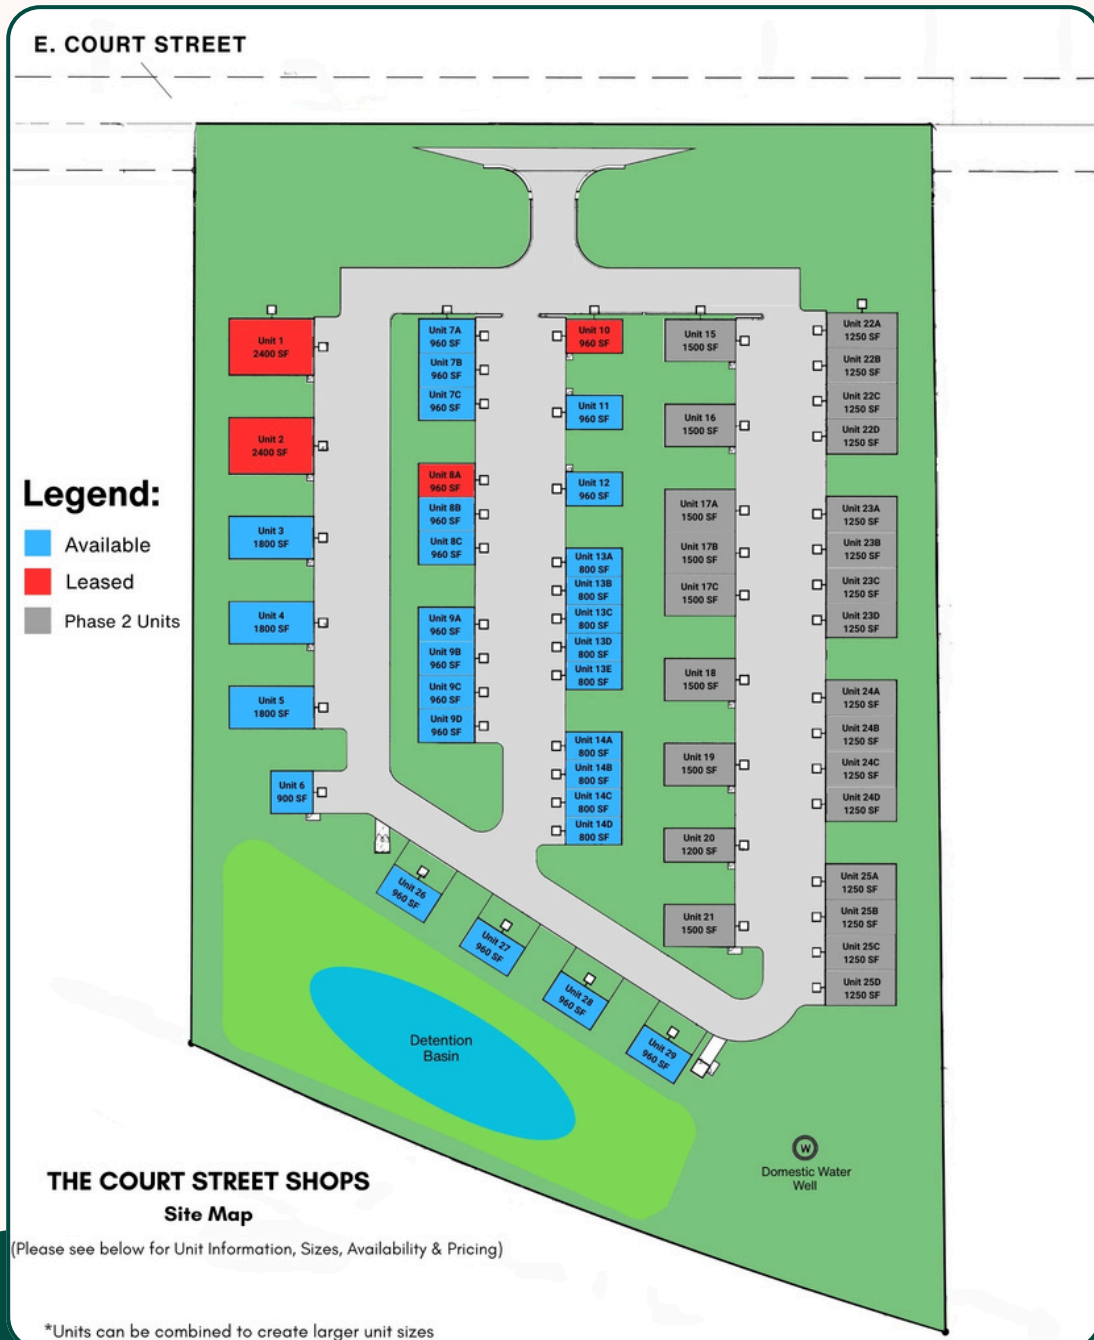 E. COURT STREET
Unit 1
2400 SF
Unit 2
2400 SF
Unit 3
1800 SF
Unit 4
1800 SF
Unit 5
1800 SF
Unit 6
900 SF
Unit 7A
960 SF
Unit 7B
960 SF
Unit 7C
960 SF
Unit 8A
960 SF
Unit 8B
960 SF
Unit 8C
960 SF
Unit 9A
960 SF
Unit 9B
960 SF
Unit 9C
960 SF
Unit 9D
960 SF
Unit 10
960 SF
Unit 11
960 SF
Unit 12
960 SF
Unit 13A
800 SF
Unit 13B
800 SF
Unit 13C
800 SF
Unit 13D
800 SF
Unit 13E
800 SF
Unit 14A
800 SF
Unit 14B
800 SF
Unit 14C
800 SF
Unit 14D
800 SF
Unit 15
1500 SF
Unit 16
1500 SF
Unit 17A
1500 SF
Unit 17B
1500 SF
Unit 17C
1500 SF
Unit 18
1500 SF
Unit 19
1500 SF
Unit 20
1200 SF
Unit 21
1500 SF
Unit 22A
1250 SF
Unit 22B
1250 SF
Unit 22C
1250 SF
Unit 22D
1250 SF
Unit 23A
1250 SF
Unit 23B
1250 SF
Unit 23C
1250 SF
Unit 23D
1250 SF
Unit 24A
1250 SF
Unit 24B
1250 SF
Unit 24C
1250 SF
Unit 24D
1250 SF
Unit 25A
1250 SF
Unit 25B
1250 SF
Unit 25C
1250 SF
Unit 25D
1250 SF
Unit 26
960 SF
Unit 27
960 SF
Unit 28
960 SF
Unit 29
960 SF
Legend:
Available
Leased
Phase 2 Units
Detention
Basin
W
Domestic Water
Well
THE COURT STREET SHOPS
Site Map
(Please see below for Unit Information, Sizes, Availability & Pricing)
*Units can be combined to create larger unit sizes